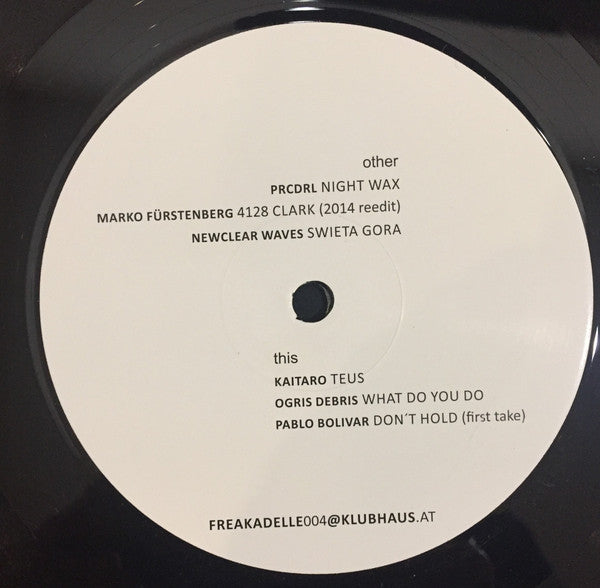 other
PRCDRL NIGHT WAX
MARKO FÜRSTENBERG 4128 CLARK (2014 reedit)
NEWCLEAR WAVES SWIETA GORA
this
KAITARO TEUS
OGRIS DEBRIS WHAT DO YOU DO
PABLO BOLIVAR DON´T HOLD (first take)
FREAKADELLE004@KLUBHAUS.AT